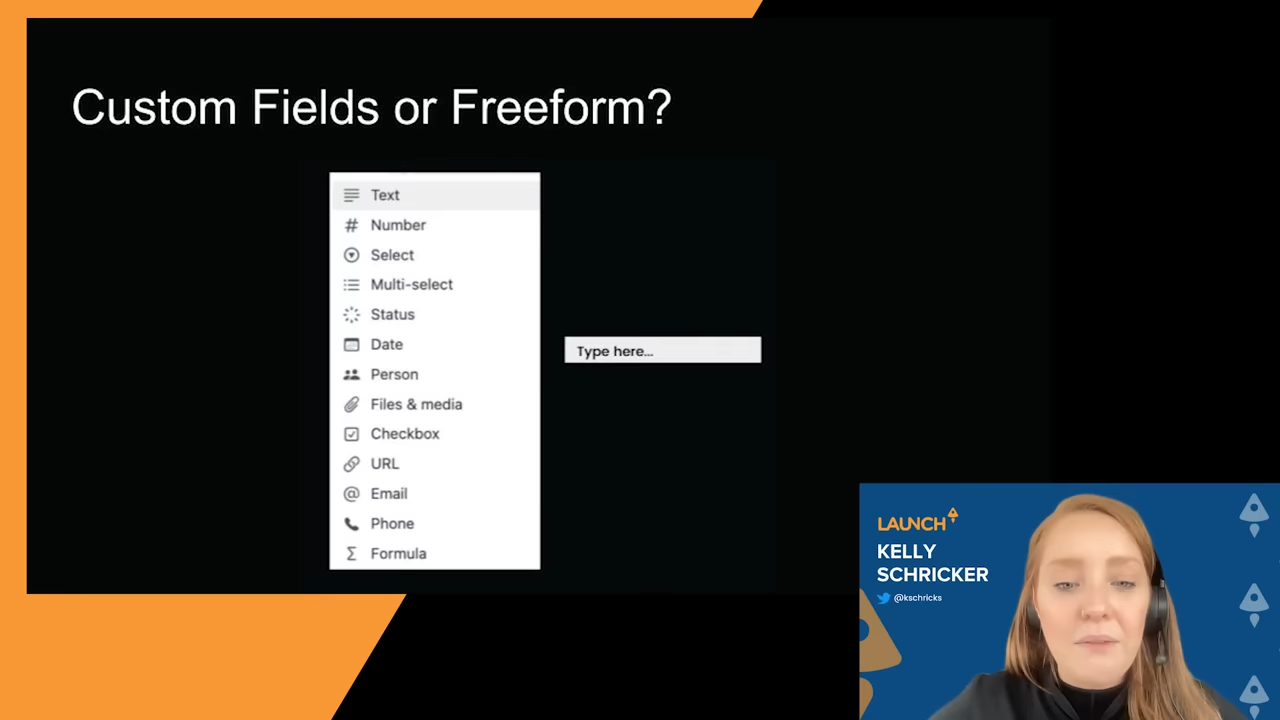 Custom Fields or Freeform?
Text
# Number
Select
Multi-select
Status
Date
Person
Files & media
Checkbox
URL
@ Email
Phone
Σ Formula
Type here...
LAUNCH
KELLY
SCHRICKER
@kschricks